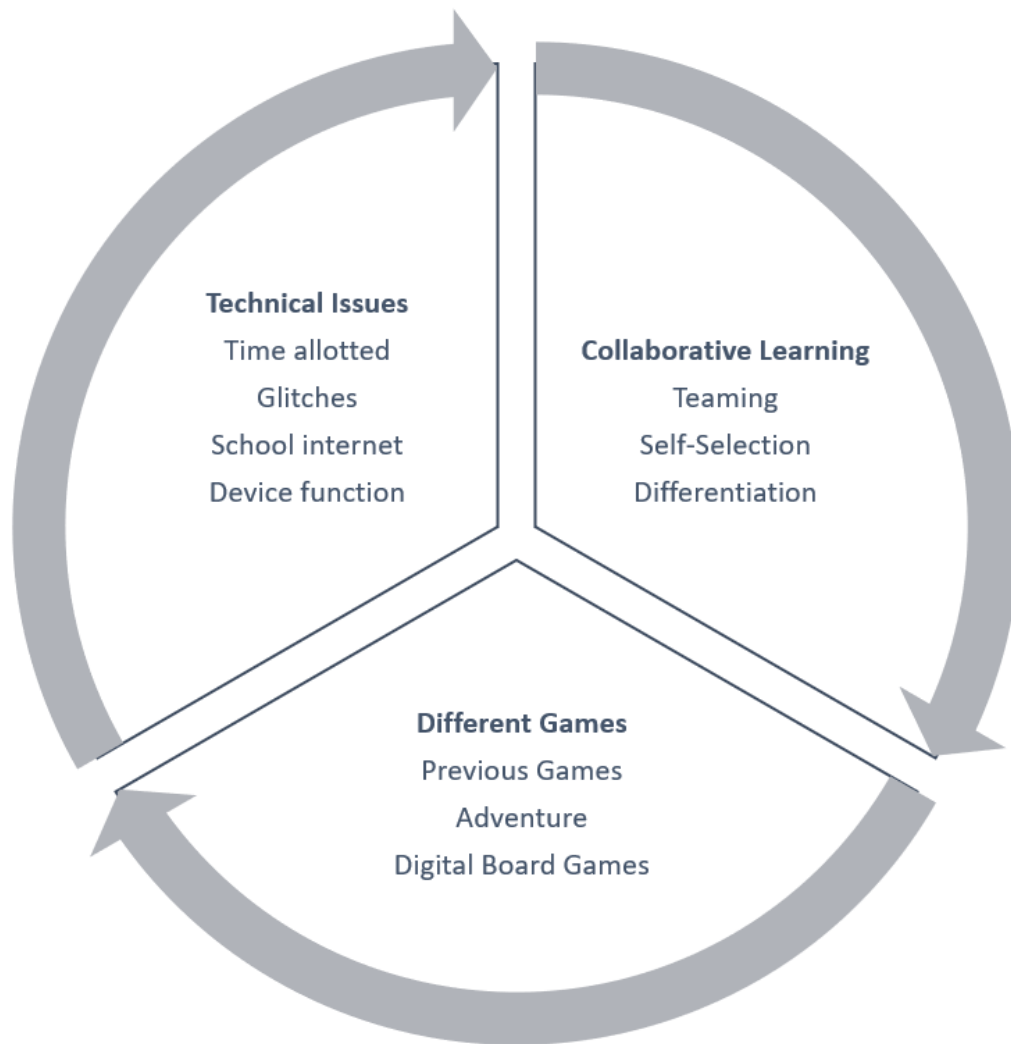 Technical Issues
Time allotted
Glitches
School internet
Device function
Collaborative Learning
Teaming
Self-Selection
Differentiation
Different Games
Previous Games
Adventure
Digital Board Games